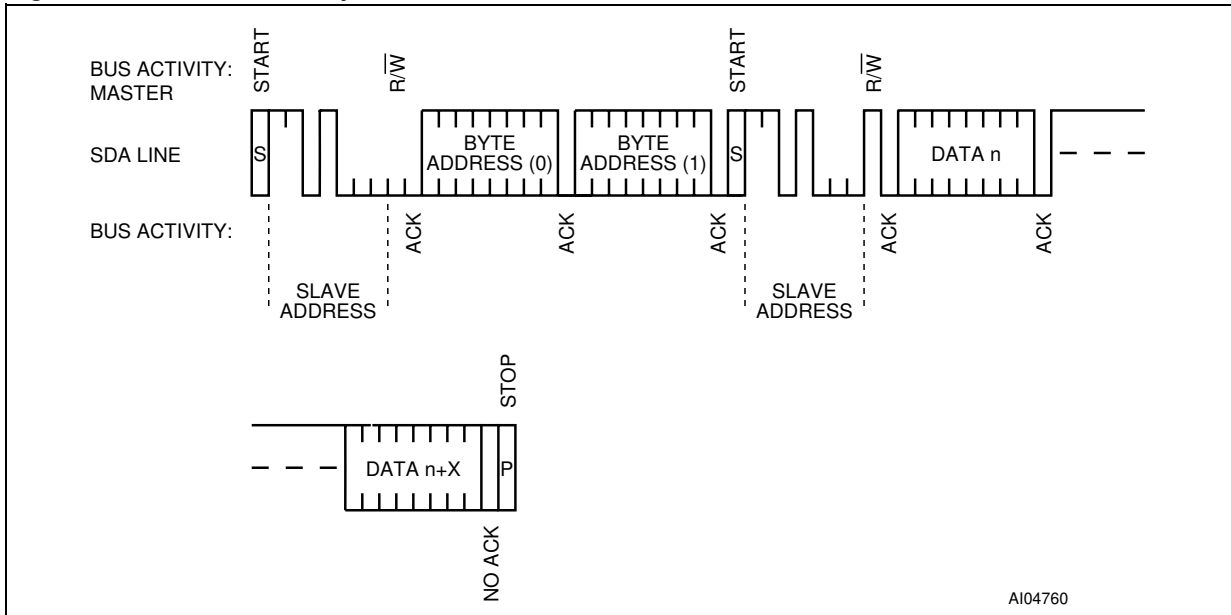 START
R/W
START
R/W
BUS ACTIVITY:
MASTER
SDA LINE
S
BYTE
ADDRESS (0)
BYTE
ADDRESS (1)
S
DATA n
BUS ACTIVITY:
ACK
ACK
ACK
ACK
ACK
SLAVE
ADDRESS
SLAVE
ADDRESS
STOP
DATA n+X
P
NO ACK
AI04760